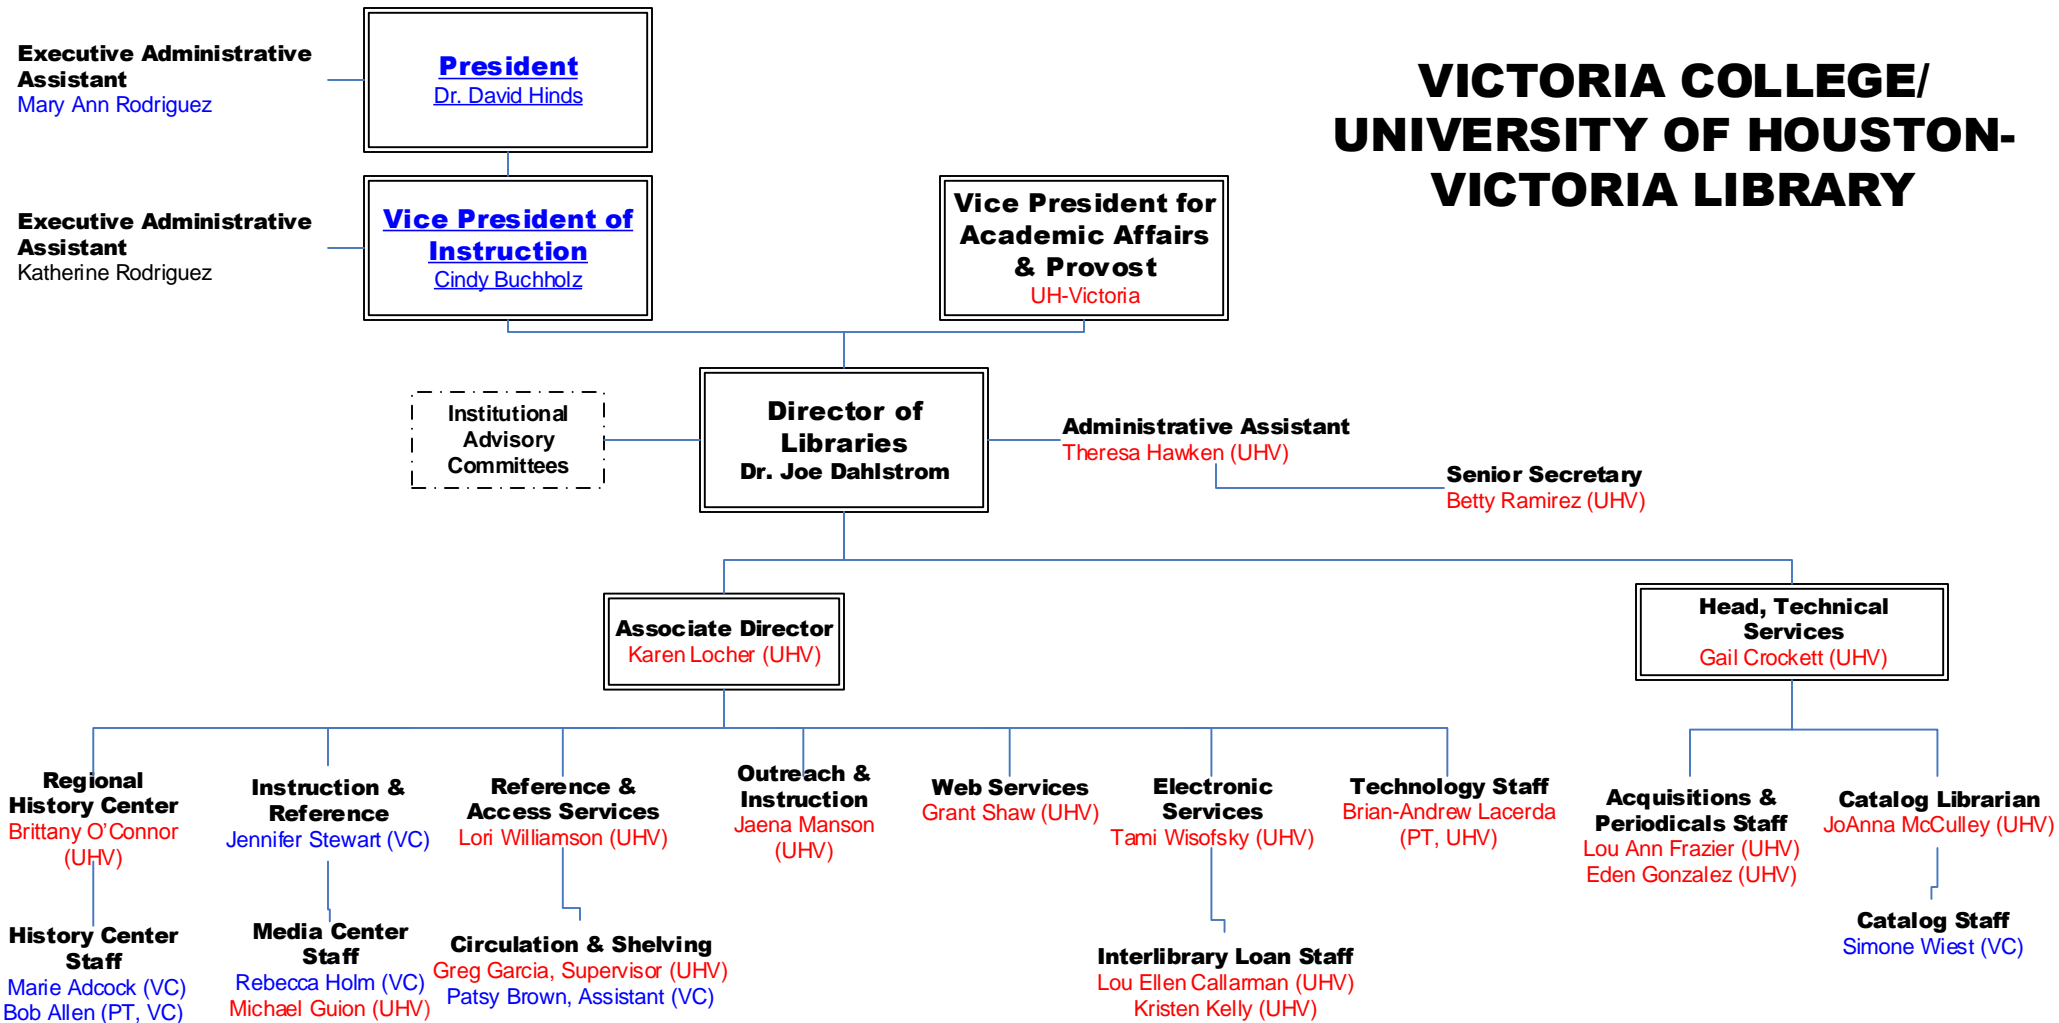 VICTORIA COLLEGE/
UNIVERSITY OF HOUSTON-
VICTORIA LIBRARY
Executive Administrative
Assistant
Mary Ann Rodriguez
President
Dr. David Hinds
Executive Administrative
Assistant
Katherine Rodriguez
Vice President of
Instruction
Cindy Buchholz
Vice President for
Academic Affairs
& Provost
UH-Victoria
Institutional
Advisory
Committees
Director of
Libraries
Dr. Joe Dahlstrom
Administrative Assistant
Theresa Hawken (UHV)
Senior Secretary
Betty Ramirez (UHV)
Associate Director
Karen Locher (UHV)
Head, Technical
Services
Gail Crockett (UHV)
Regional
History Center
Brittany O'Connor
(UHV)
Instruction &
Reference
Jennifer Stewart (VC)
Reference &
Access Services
Lori Williamson (UHV)
Outreach &
Instruction
Jaena Manson
(UHV)
Web Services
Grant Shaw (UHV)
Electronic
Services
Tami Wisofsky (UHV)
Technology Staff
Brian-Andrew Lacerda
(PT, UHV)
Acquisitions &
Periodicals Staff
Lou Ann Frazier (UHV)
Eden Gonzalez (UHV)
Catalog Librarian
JoAnna McCulley (UHV)
History Center
Staff
Marie Adcock (VC)
Bob Allen (PT, VC)
Media Center
Staff
Rebecca Holm (VC)
Michael Guion (UHV)
Circulation & Shelving
Greg Garcia, Supervisor (UHV)
Patsy Brown, Assistant (VC)
Interlibrary Loan Staff
Lou Ellen Callarman (UHV)
Kristen Kelly (UHV)
Catalog Staff
Simone Wiest (VC)